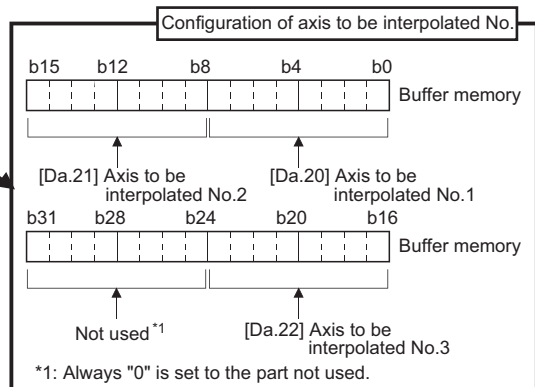 Configuration of axis to be interpolated No.
b15 b12 b8 b4 b0
Buffer memory
[Da.21] Axis to be
interpolated No.2
[Da.20] Axis to be
interpolated No.1
b31 b28 b24 b20 b16
Buffer memory
Not used *1
[Da.22] Axis to be
interpolated No.3
*1: Always "0" is set to the part not used.